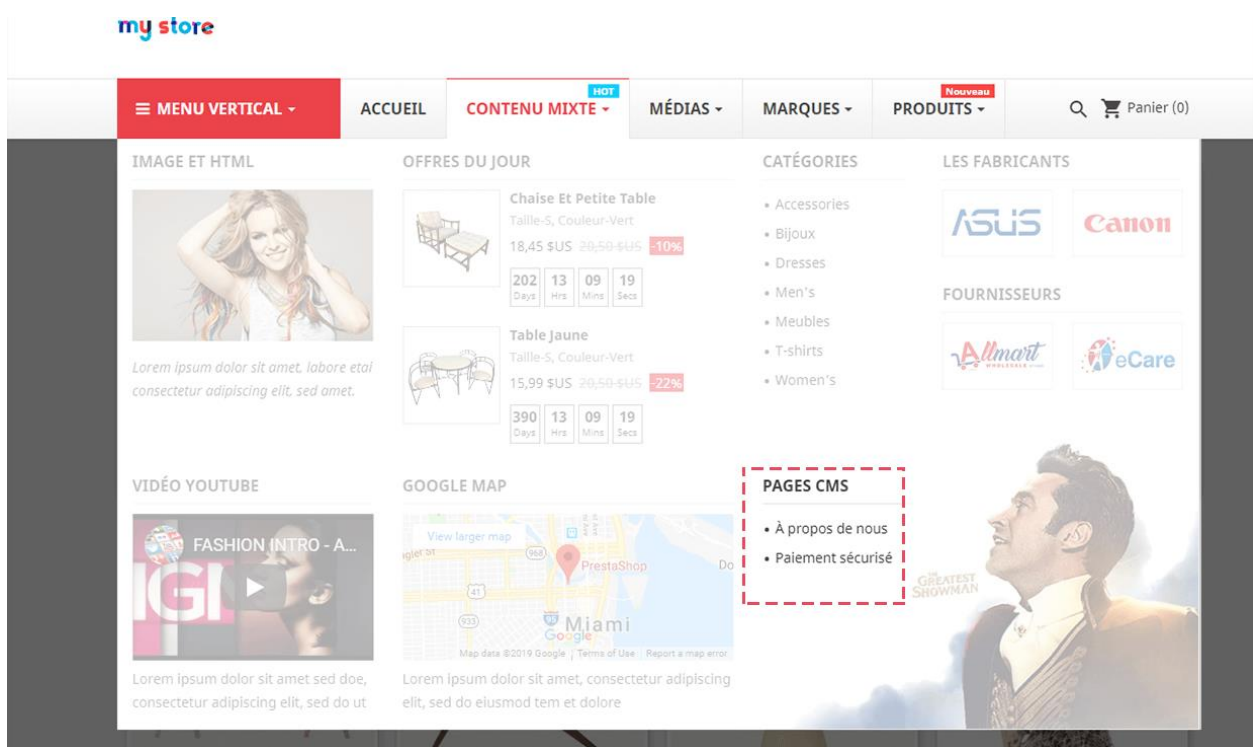 my store
HOT
Nouveau
MENU VERTICAL
ACCUEIL
CONTENU MIXTE
MÉDIAS
MARQUES
PRODUITS
Panier (0)
IMAGE ET HTML
Lorem ipsum dolor sit amet, labore etal
consectetur adipiscing elit, sed amet.
OFFRES DU JOUR
Chaise Et Petite Table
Taille-S, Couleur-Vert
18,45 $US 20,50 $US -10%
202 13 09 19
Days Hrs Mins Secs
Table Jaune
Taille-S, Couleur-Vert
15,99 $US 20,50 $US -22%
390 13 09 19
Days Hrs Mins Secs
CATÉGORIES
• Accessories
• Bijoux
• Dresses
• Men's
• Meubles
• T-shirts
• Women's
LES FABRICANTS
ASUS
Canon
FOURNISSEURS
Allmart
WHOLESALE
eCare
VIDÉO YOUTUBE
FASHION INTRO - A...
IGI
Lorem ipsum dolor sit amet sed doe,
consectetur adipiscing elit, sed do ut
GOOGLE MAP
View larger map
968
PrestaShop
Do
41
933
95
Miami
Google
Map data ©2019 Google
Terms of Use
Report a map error
Lorem ipsum dolor sit amet, consectetur adipiscing
elit, sed do eiusmod tem et dolore
PAGES CMS
• À propos de nous
• Paiement sécurisé
THE
GREATEST
SHOWMAN